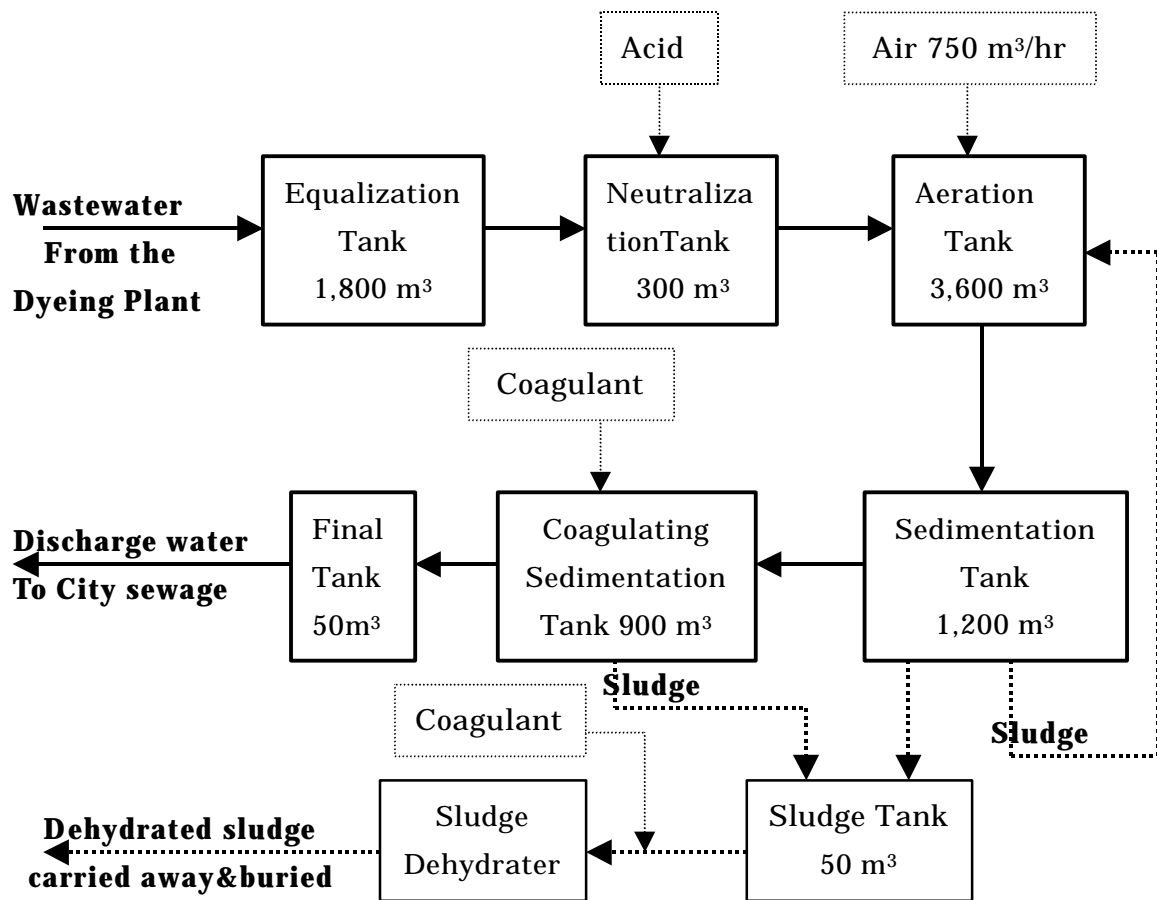 Acid
Air 750 m³/hr
Wastewater
From the
Dyeing Plant
Equalization
Tank
1,800 m³
Neutraliza
tionTank
300 m³
Aeration
Tank
3,600 m³
Coagulant
Discharge water
To City sewage
Final
Tank
50m³
Coagulating
Sedimentation
Tank 900 m³
Sedimentation
Tank
1,200 m³
Sludge
Sludge
Coagulant
Dehydrated sludge
carried away&buried
Sludge
Dehydrater
Sludge Tank
50 m³